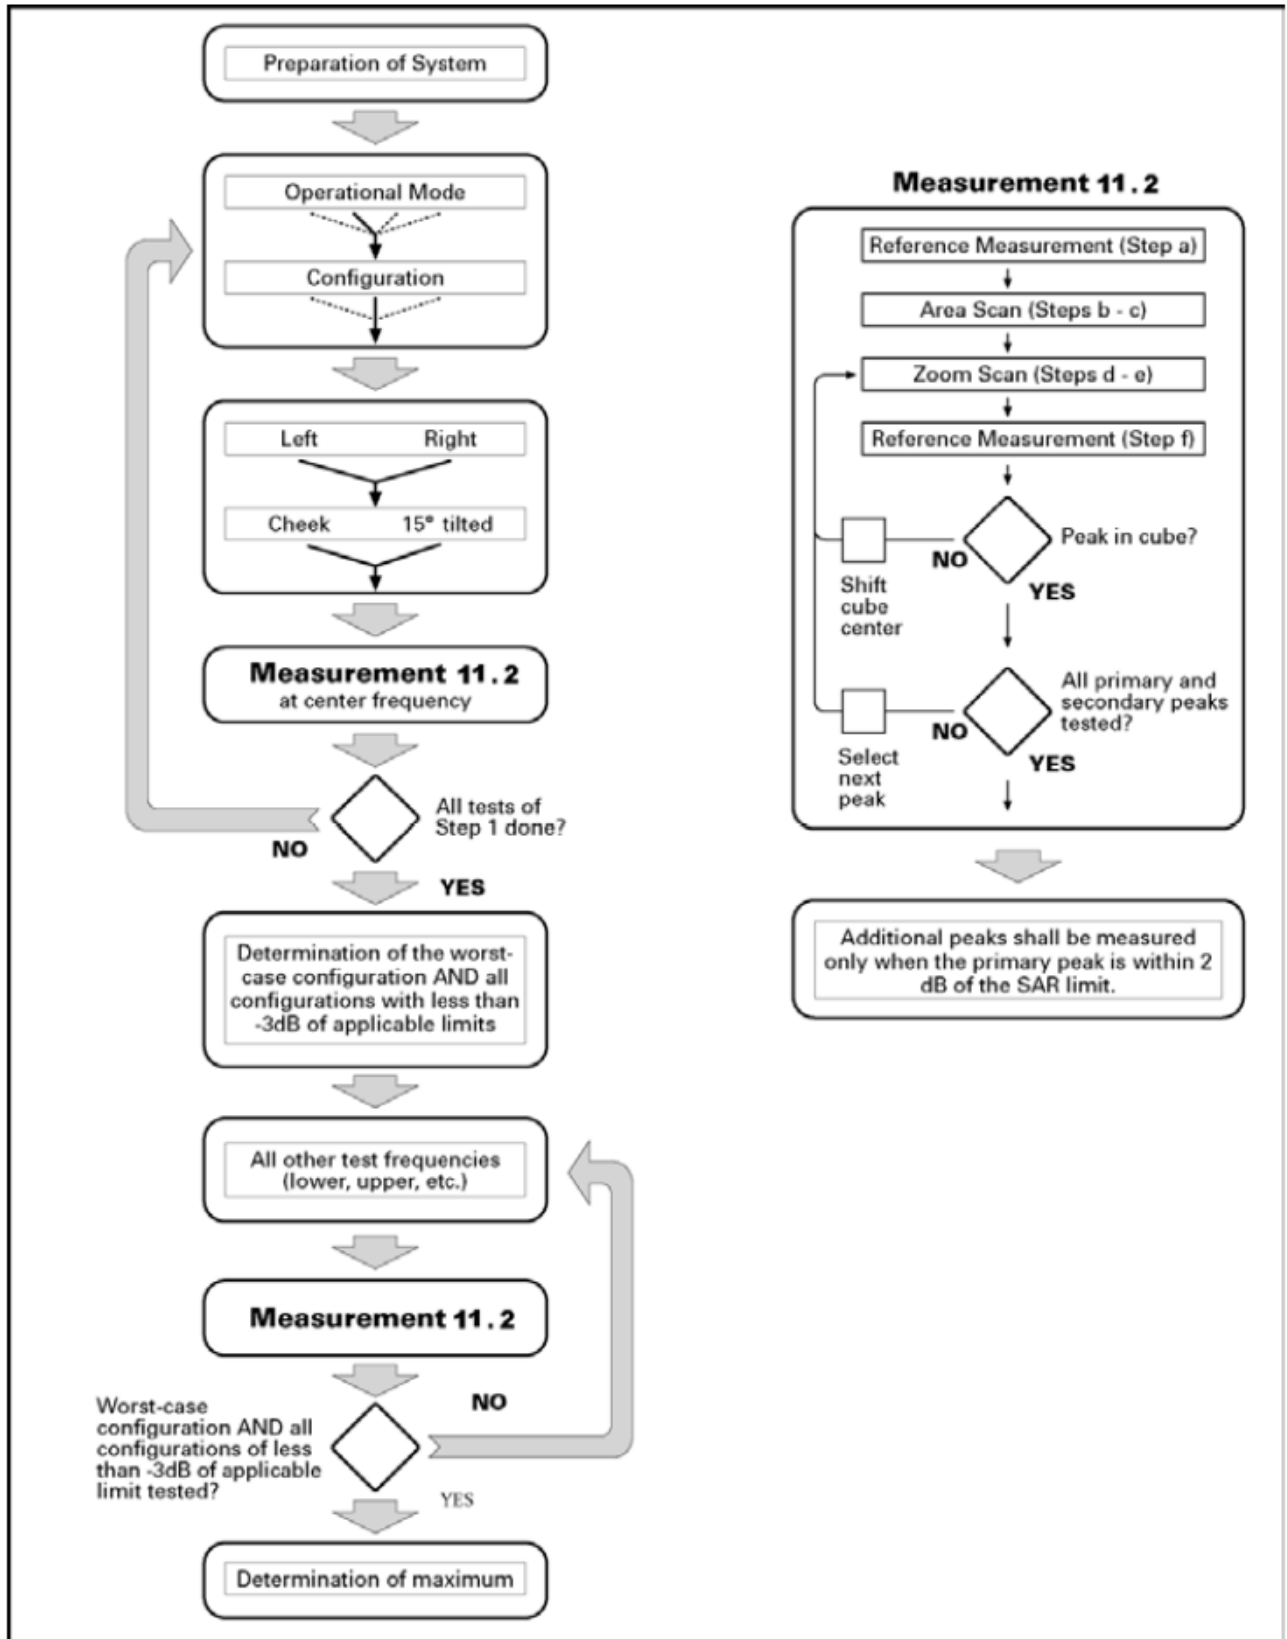 Preparation of System
Operational Mode
Configuration
Left Right
Cheek 15° tilted
Measurement 11.2
at center frequency
All tests of
Step 1 done?
NO
YES
Determination of the worst-
case configuration AND all
configurations with less than
-3dB of applicable limits
All other test frequencies
(lower, upper, etc.)
Measurement 11.2
NO
Worst-case
configuration AND all
configurations of less
than -3dB of applicable
limit tested?
YES
Determination of maximum
Measurement 11.2
Reference Measurement (Step a)
Area Scan (Steps b - c)
Zoom Scan (Steps d - e)
Reference Measurement (Step f)
Peak in cube?
NO
YES
Shift
cube
center
All primary and
secondary peaks
tested?
NO
YES
Select
next
peak
Additional peaks shall be measured
only when the primary peak is within 2
dB of the SAR limit.